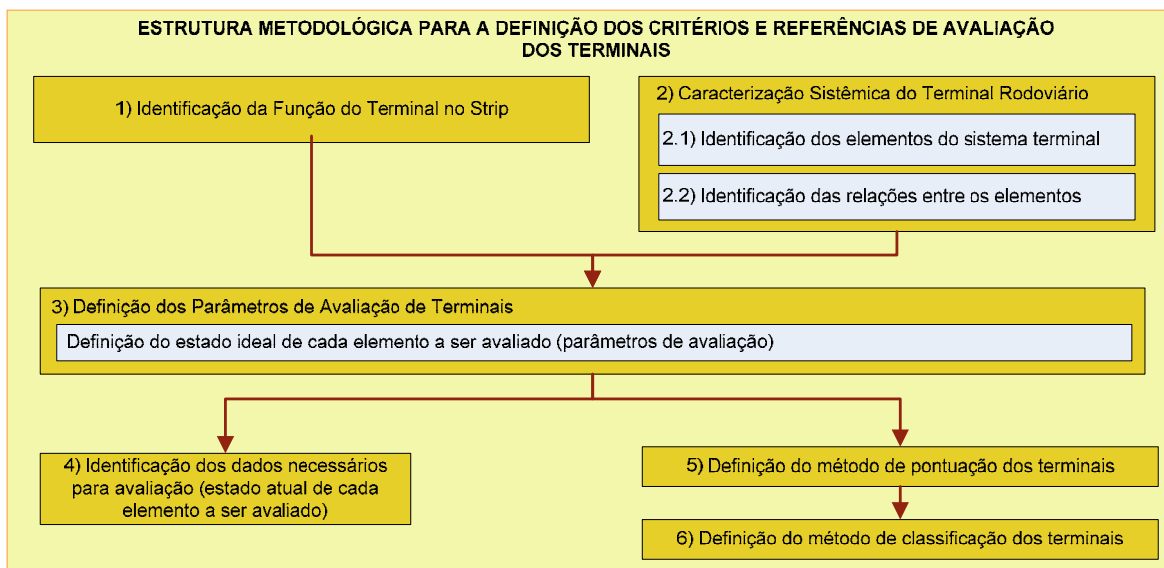 ESTRUTURA METODOLÓGICA PARA A DEFINIÇÃO DOS CRITÉRIOS E REFERÊNCIAS DE AVALIAÇÃO
DOS TERMINAIS
1) Identificação da Função do Terminal no Strip
2) Caracterização Sistêmica do Terminal Rodoviário
2.1) Identificação dos elementos do sistema terminal
2.2) Identificação das relações entre os elementos
3) Definição dos Parâmetros de Avaliação de Terminais
Definição do estado ideal de cada elemento a ser avaliado (parâmetros de avaliação)
4) Identificação dos dados necessários
para avaliação (estado atual de cada
elemento a ser avaliado)
5) Definição do método de pontuação dos terminais
6) Definição do método de classificação dos terminais